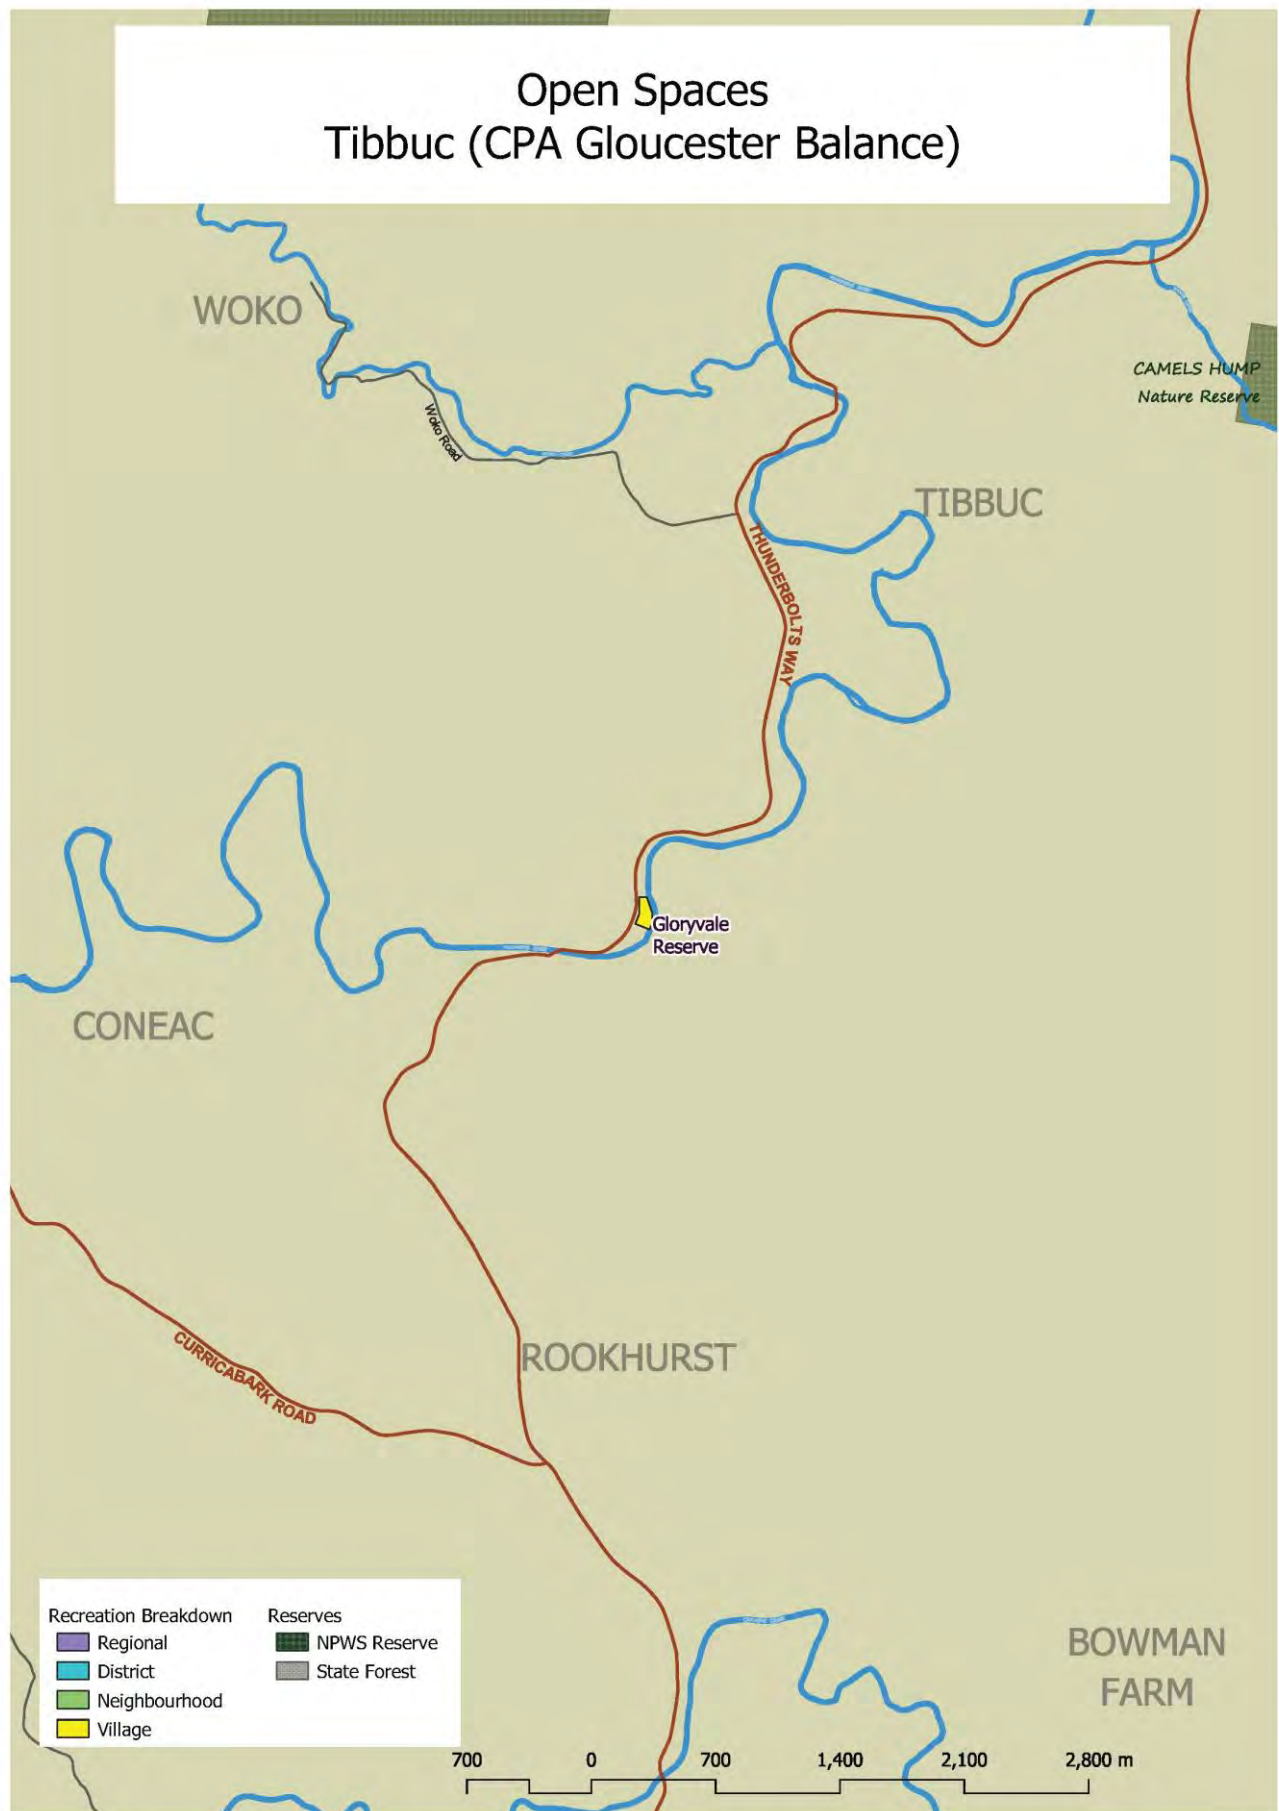 Open Spaces
Tibbuc (CPA Gloucester Balance)
WOKO
CAMELS HUMP
Nature Reserve
Woko Road
TIBBUC
THUNDERBOLTS WAY
Gloryvale
Reserve
CONEAC
ROOKHURST
CURRICABARK ROAD
Recreation Breakdown
Regional
District
Neighbourhood
Village
Reserves
NPWS Reserve
State Forest
BOWMAN
FARM
700 0 700 1,400 2,100 2,800 m